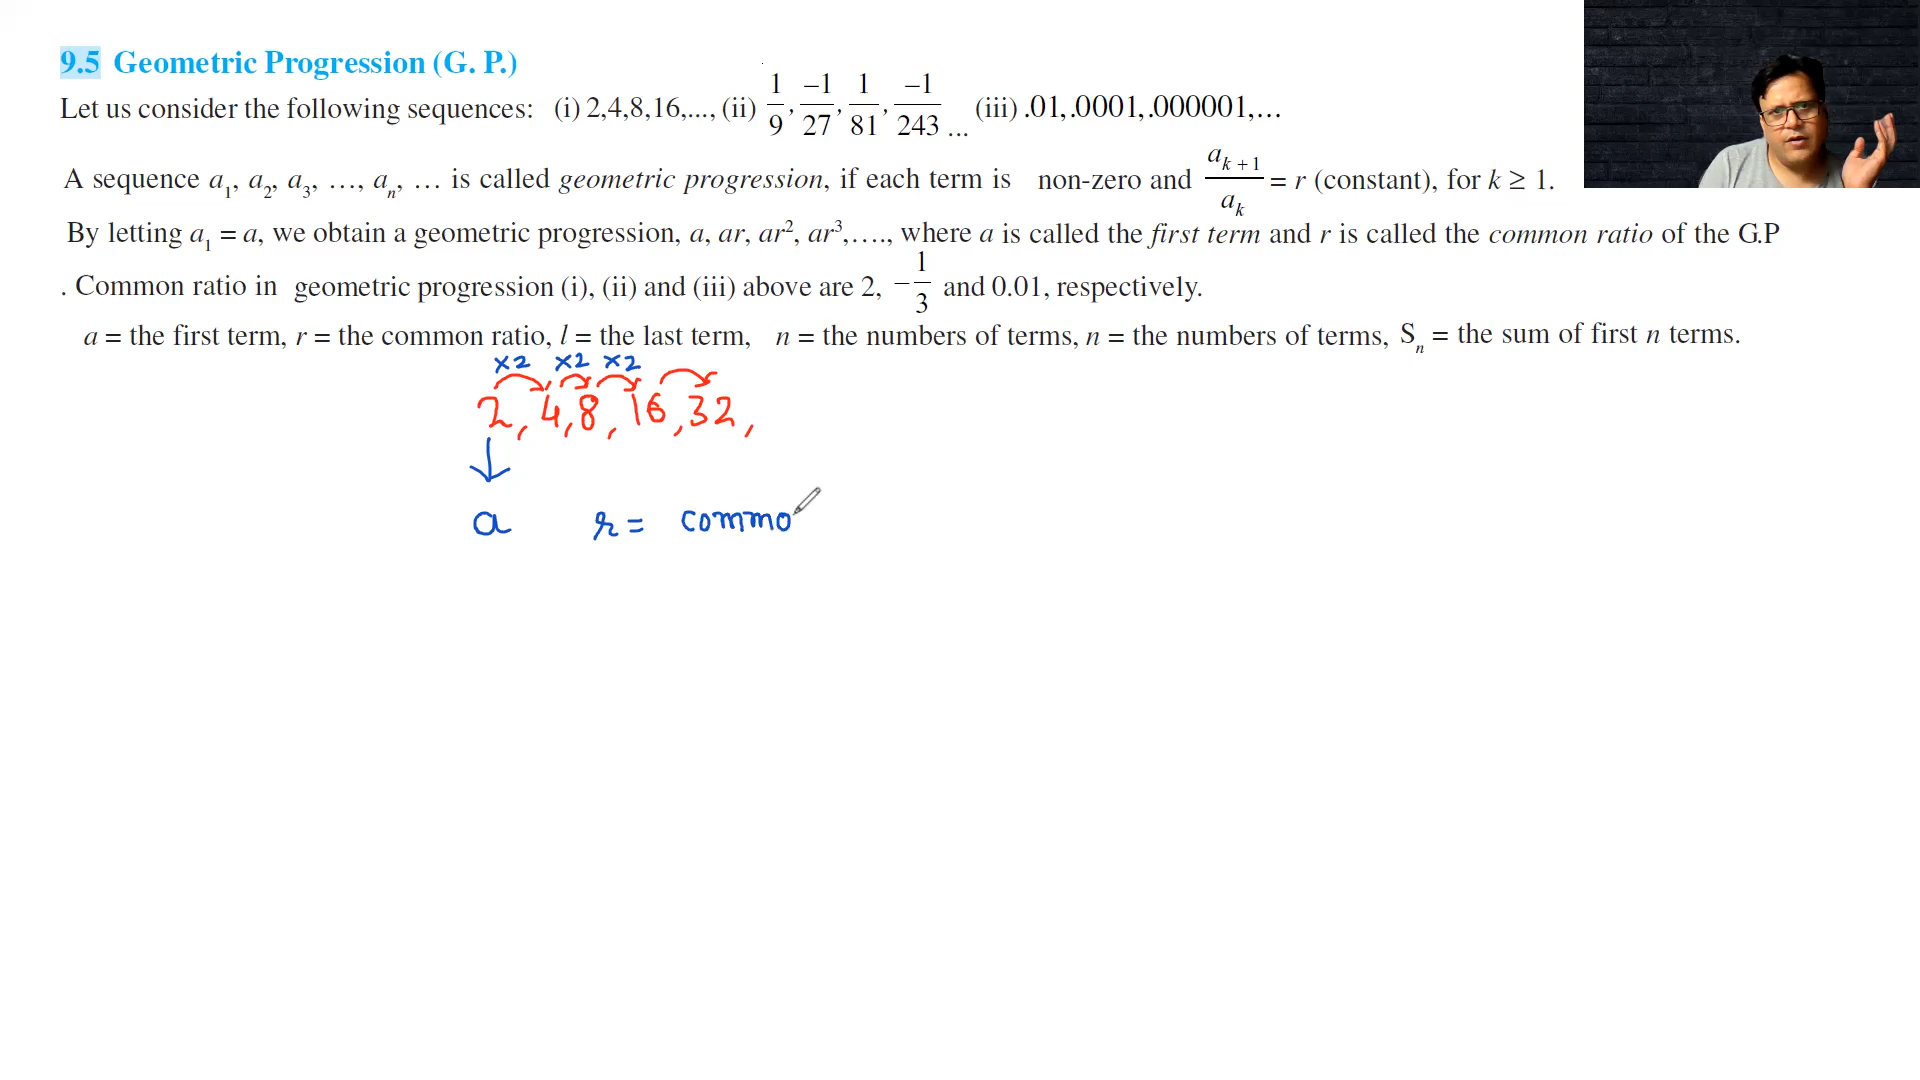 9.5 Geometric Progression (G. P.)
Let us consider the following sequences: (i) 2,4,8,16,..., (ii) 1/9, –1/27, 1/81, –1/243 ... (iii) .01,.0001,.000001,...
A sequence a₁, a₂, a₃, …, aₙ, … is called geometric progression, if each term is non-zero and aₖ₊₁/aₖ = r (constant), for k ≥ 1.
By letting a₁ = a, we obtain a geometric progression, a, ar, ar², ar³,…., where a is called the first term and r is called the common ratio of the G.P
. Common ratio in geometric progression (i), (ii) and (iii) above are 2, –1/3 and 0.01, respectively.
a = the first term, r = the common ratio, l = the last term, n = the numbers of terms, n = the numbers of terms, Sₙ = the sum of first n terms.
×2 ×2 ×2
2, 4, 8, 16, 32,
a r = commo